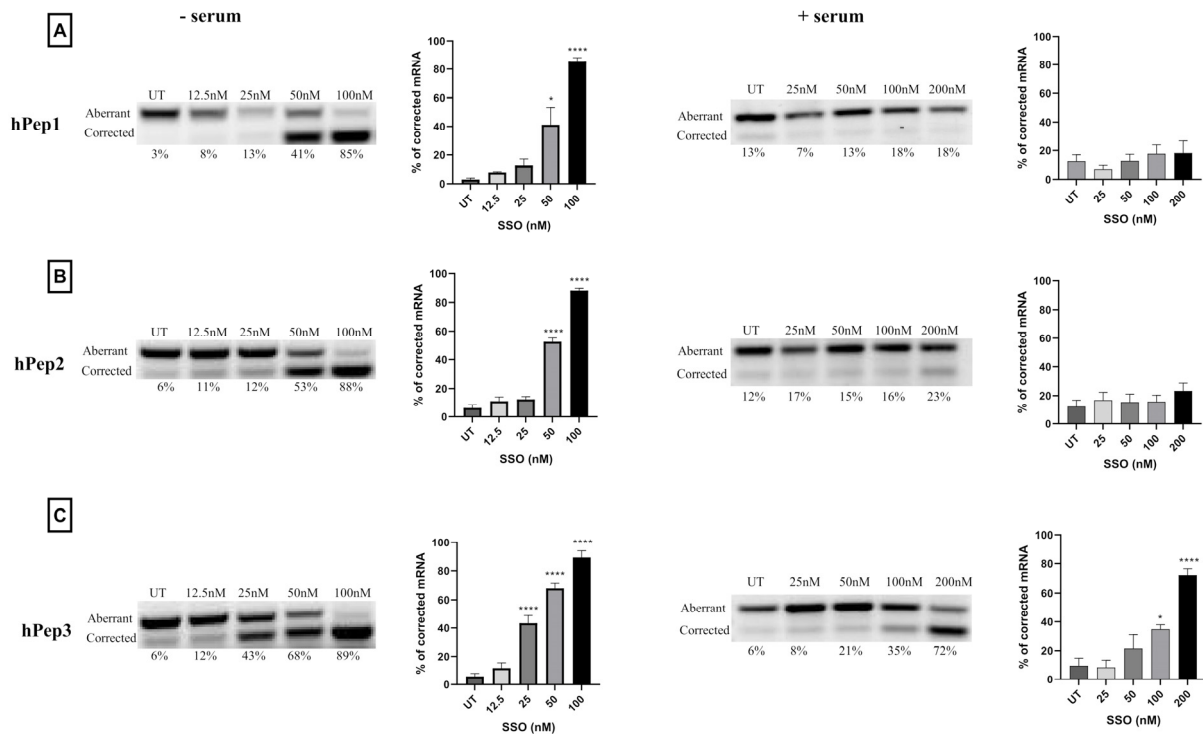 - serum
+ serum
A
hPep1
UT 12.5nM 25nM 50nM 100nM
Aberrant
Corrected
3% 8% 13% 41% 85%
% of corrected mRNA
100
80
60
40
20
0
* ****
UT 12.5 25 50 100
SSO (nM)
UT 25nM 50nM 100nM 200nM
Aberrant
Corrected
13% 7% 13% 18% 18%
% of corrected mRNA
100
80
60
40
20
0
UT 25 50 100 200
SSO (nM)
B
hPep2
UT 12.5nM 25nM 50nM 100nM
Aberrant
Corrected
6% 11% 12% 53% 88%
% of corrected mRNA
100
80
60
40
20
0
**** ****
UT 12.5 25 50 100
SSO (nM)
UT 25nM 50nM 100nM 200nM
Aberrant
Corrected
12% 17% 15% 16% 23%
% of corrected mRNA
100
80
60
40
20
0
UT 25 50 100 200
SSO (nM)
C
hPep3
UT 12.5nM 25nM 50nM 100nM
Aberrant
Corrected
6% 12% 43% 68% 89%
% of corrected mRNA
100
80
60
40
20
0
**** **** ****
UT 12.5 25 50 100
SSO (nM)
UT 25nM 50nM 100nM 200nM
Aberrant
Corrected
6% 8% 21% 35% 72%
% of corrected mRNA
100
80
60
40
20
0
* ****
UT 25 50 100 200
SSO (nM)